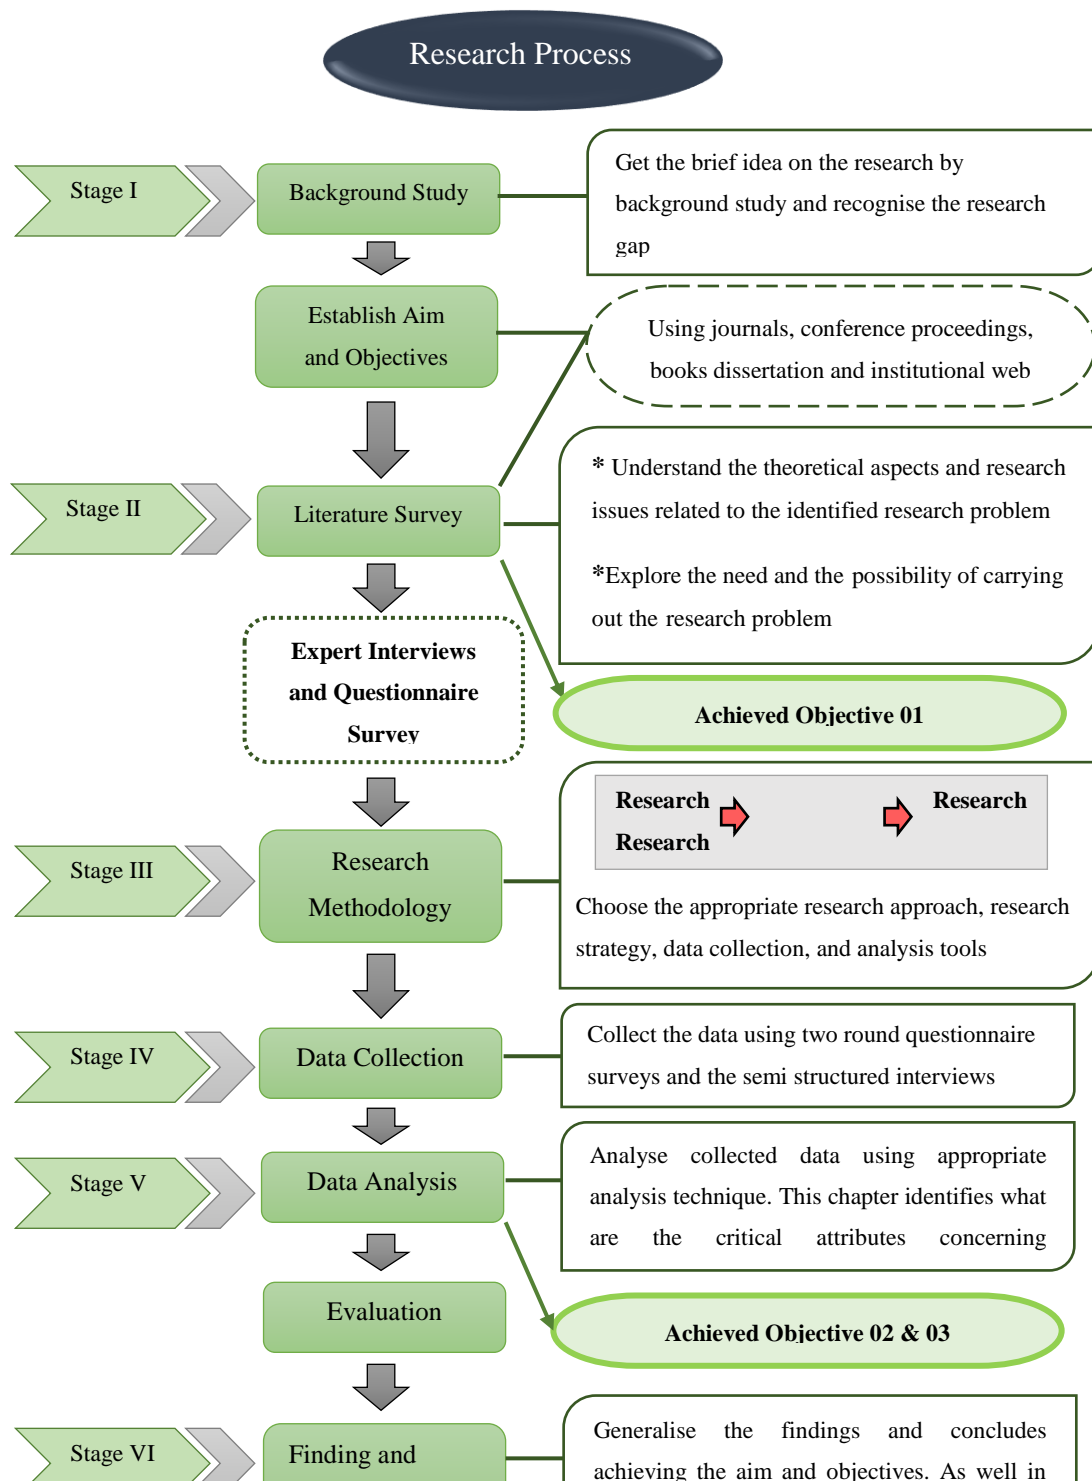 Research Process
Stage I
Background Study
Get the brief idea on the research by
background study and recognise the research
gap
Establish Aim
and Objectives
Using journals, conference proceedings,
books dissertation and institutional web
Stage II
Literature Survey
* Understand the theoretical aspects and research
issues related to the identified research problem
*Explore the need and the possibility of carrying
out the research problem
Expert Interviews
and Questionnaire
Survey
Achieved Objective 01
Research
Research
Research
Stage III
Research
Methodology
Choose the appropriate research approach, research
strategy, data collection, and analysis tools
Stage IV
Data Collection
Collect the data using two round questionnaire
surveys and the semi structured interviews
Stage V
Data Analysis
Analyse collected data using appropriate
analysis technique. This chapter identifies what
are the critical attributes concerning
Evaluation
Achieved Objective 02 & 03
Stage VI
Finding and
Generalise the findings and concludes
achieving the aim and objectives. As well in